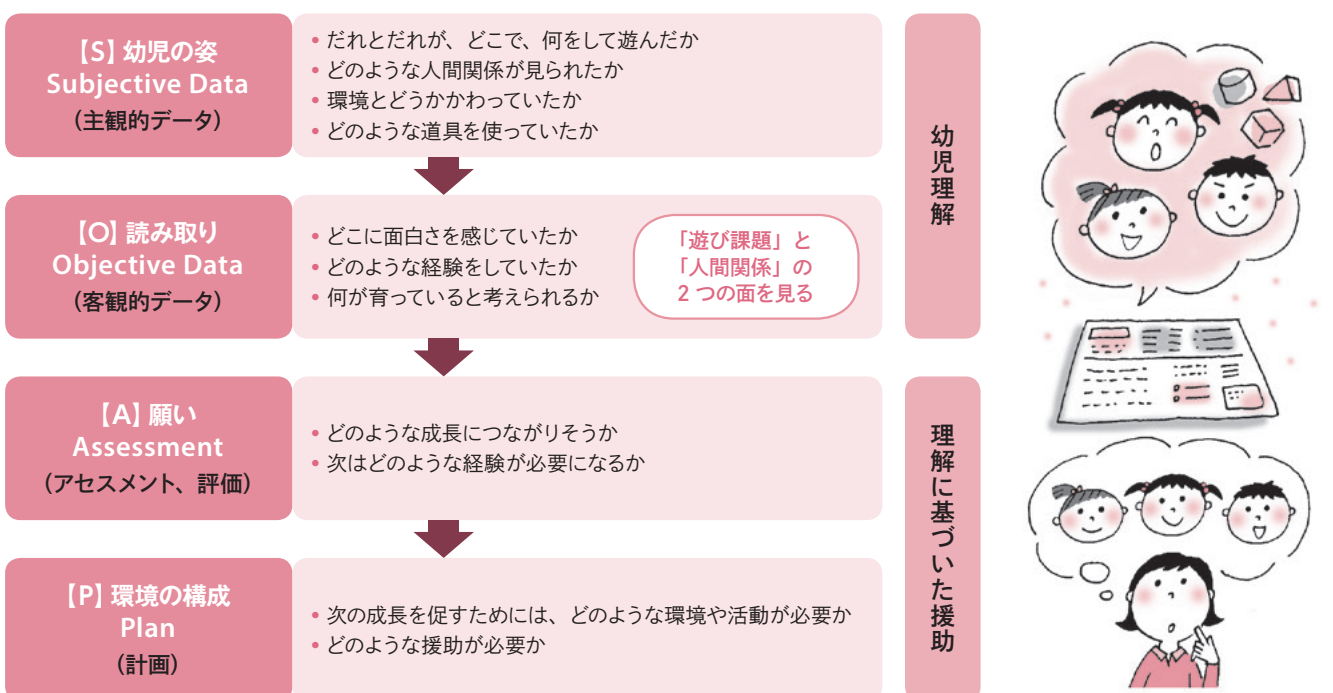 【S】幼児の姿
Subjective Data
（主観的データ）
• だれとだれが、どこで、何をして遊んだか
• どのような人間関係が見られたか
• 環境とどうかかわっていたか
• どのような道具を使っていたか
【O】読み取り
Objective Data
（客観的データ）
• どこに面白さを感じていたか
• どのような経験をしていたか
• 何が育っていると考えられるか
「遊び課題」と
「人間関係」の
2 つの面を見る
幼児理解
【A】願い
Assessment
（アセスメント、評価）
• どのような成長につながりそうか
• 次はどのような経験が必要になるか
【P】環境の構成
Plan
（計画）
• 次の成長を促すためには、どのような環境や活動が必要か
• どのような援助が必要か
理解に基づいた援助